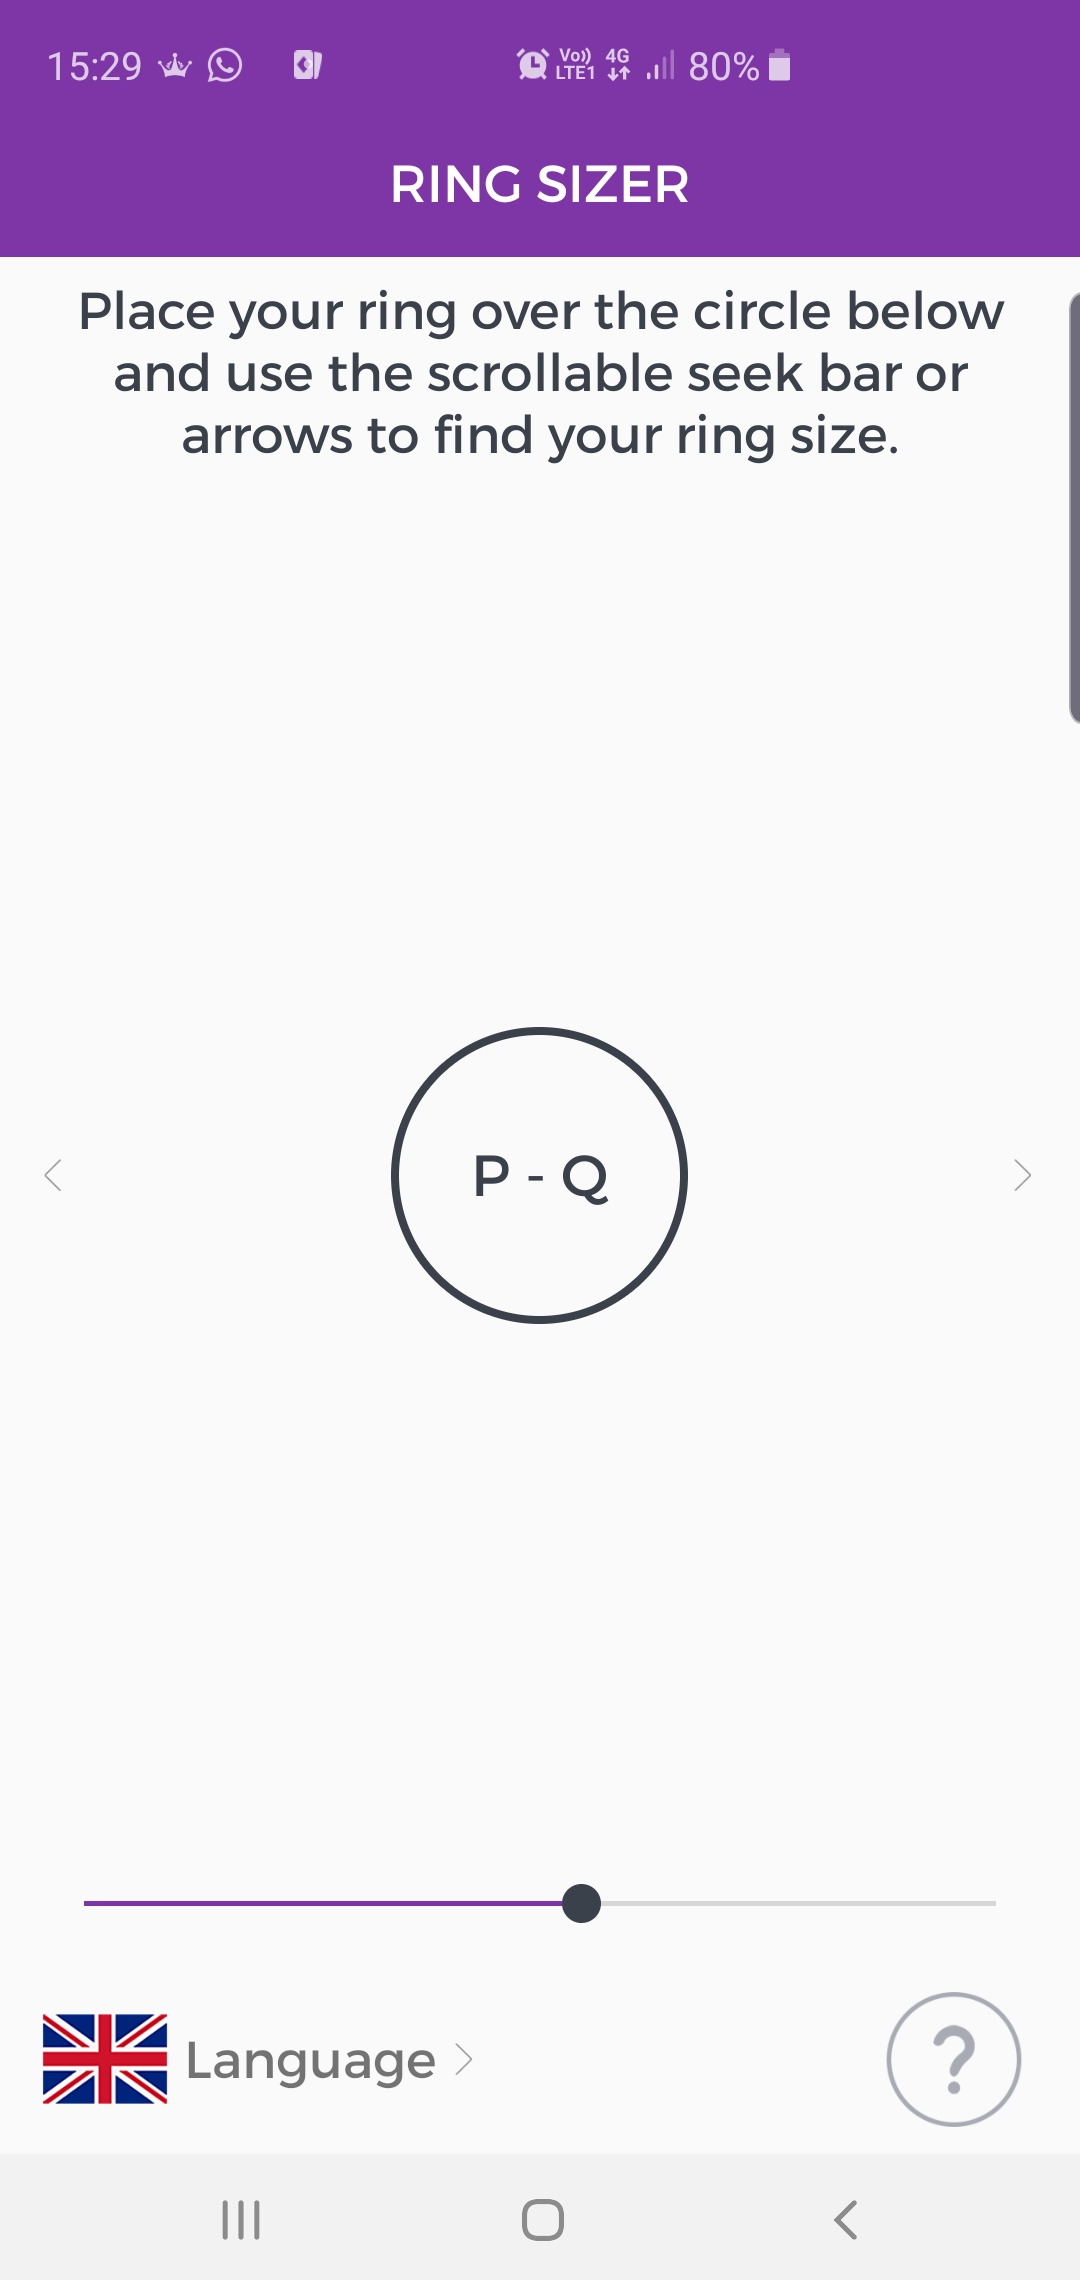 15:29 Vo)) 4G 80%
LTE1
RING SIZER
Place your ring over the circle below
and use the scrollable seek bar or
arrows to find your ring size.
P - Q
Language
?